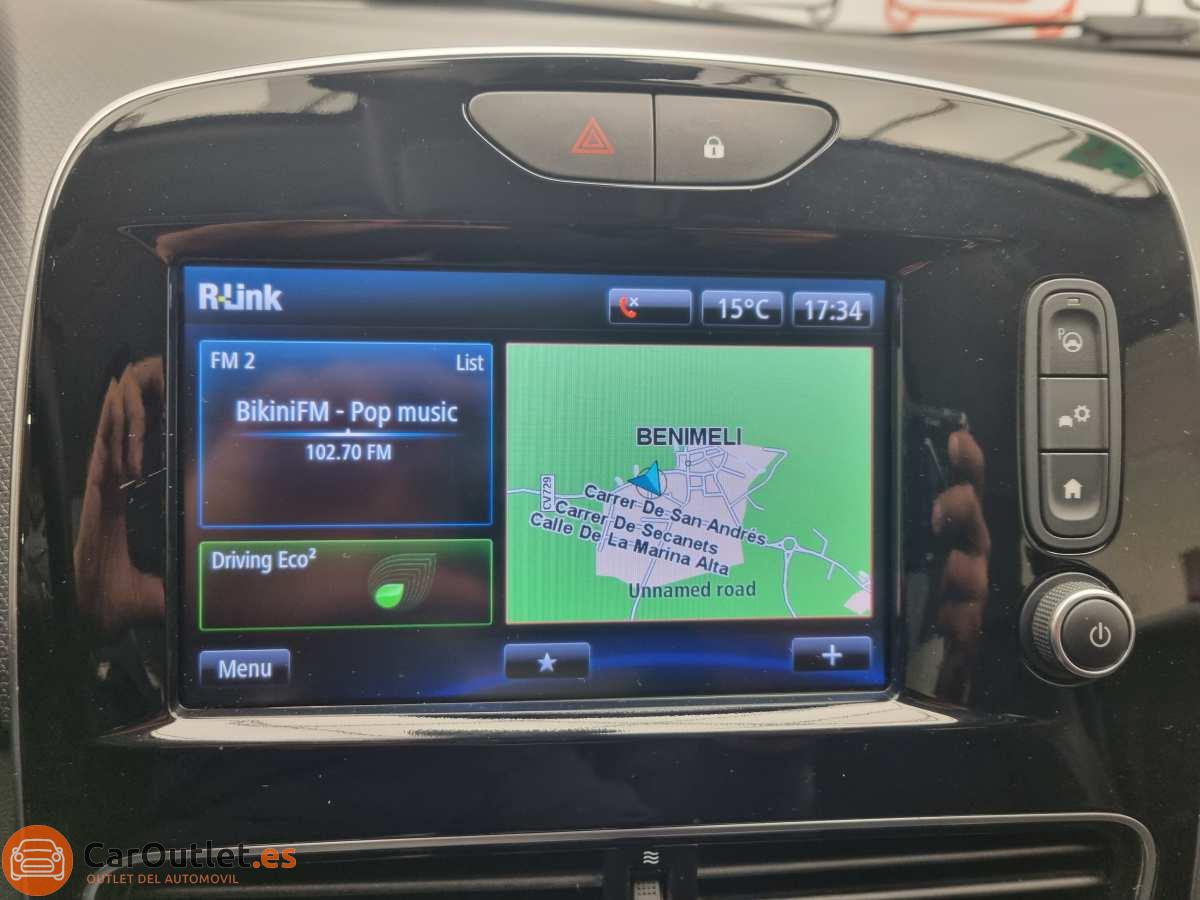 R-Link
15°C
17:34
FM 2
List
BikiniFM - Pop music
102.70 FM
BENIMELI
CV729
Carrer De San Andrés
Carrer De Secanets
Calle De La Marina Alta
Unnamed road
Driving Eco²
Menu
P
CarOutlet.es
OUTLET DEL AUTOMOVIL